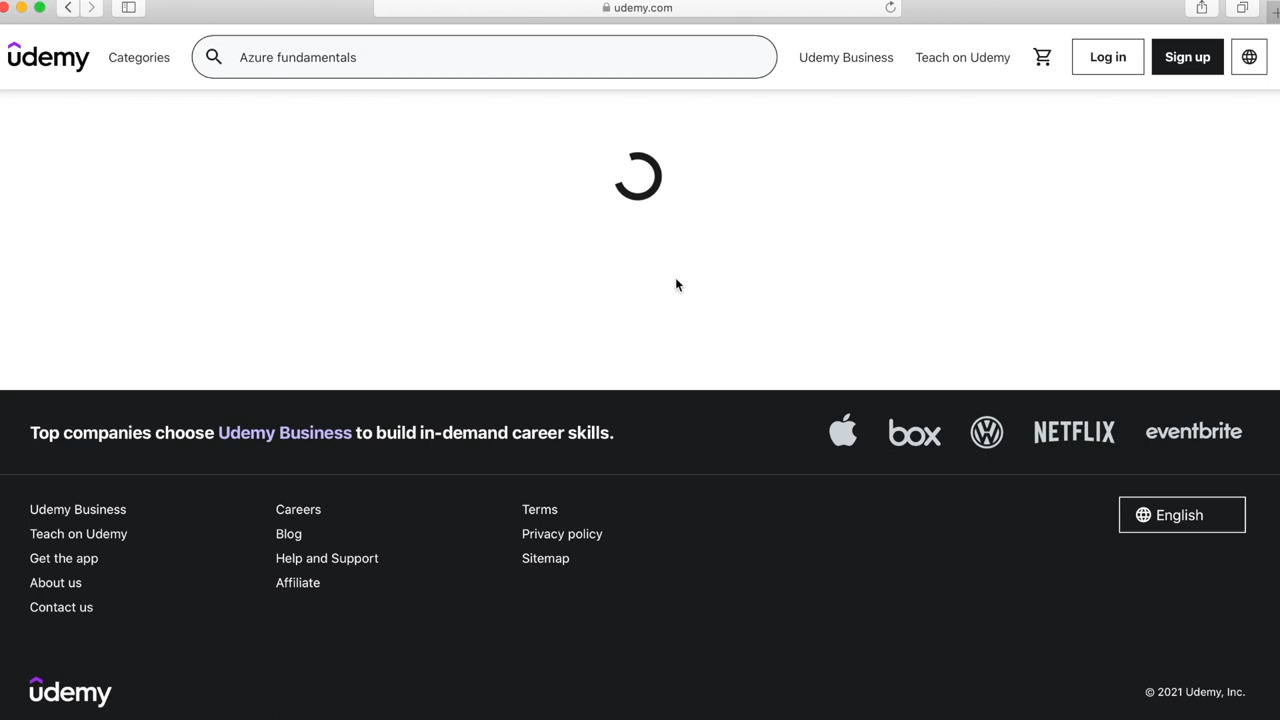 udemy.com
udemy Categories Azure fundamentals Udemy Business Teach on Udemy Log in Sign up
Top companies choose Udemy Business to build in-demand career skills. box NETFLIX eventbrite
Udemy Business Careers Terms English
Teach on Udemy Blog Privacy policy
Get the app Help and Support Sitemap
About us Affiliate
Contact us
udemy © 2021 Udemy, Inc.